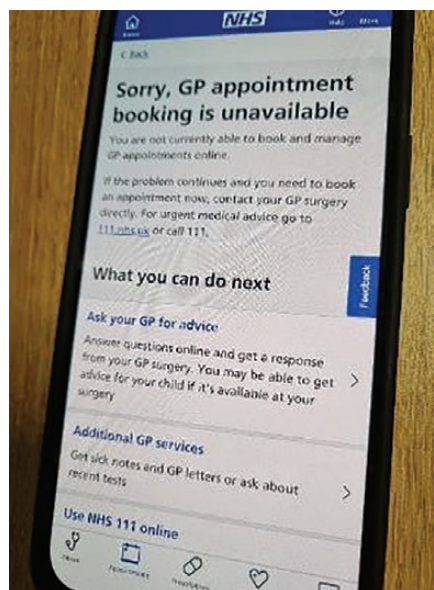 NHS
Help
More
Home
Back
Sorry, GP appointment
booking is unavailable
You are not currently able to book and manage
GP appointments online.
If the problem continues and you need to book
an appointment now, contact your GP surgery
directly. For urgent medical advice go to
111.nhs.uk or call 111.
What you can do next
Feedback
Ask your GP for advice
Answer questions online and get a response
from your GP surgery. You may be able to get
advice for your child if it's available at your
surgery
Additional GP services
Get sick notes and GP letters or ask about
recent tests
Use NHS 111 online
Appointments
Prescriptions